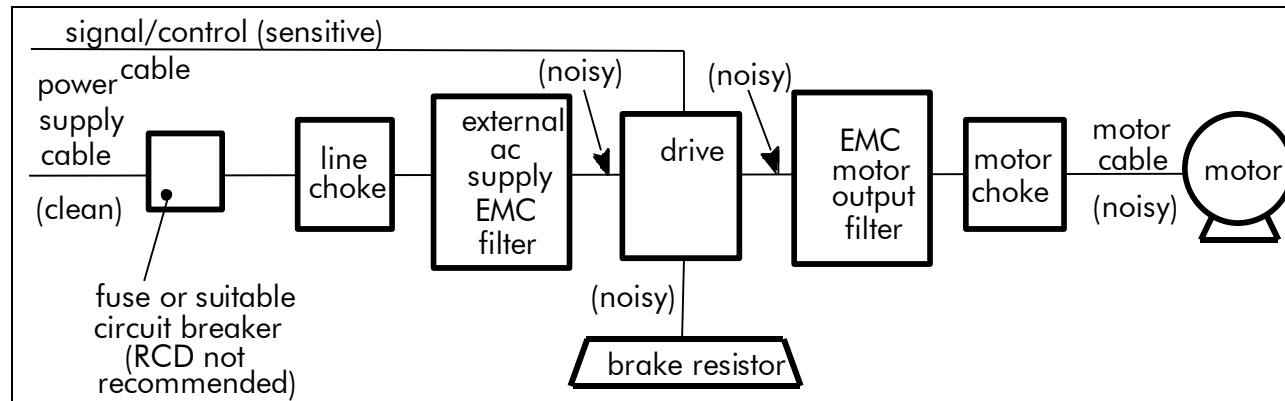 signal/control (sensitive)
cable
power
supply
cable
(clean)
fuse or suitable
circuit breaker
(RCD not
recommended)
line
choke
external
ac
supply
EMC
filter
(noisy)
drive
(noisy)
brake resistor
(noisy)
EMC
motor
output
filter
motor
choke
motor
cable
(noisy)
motor